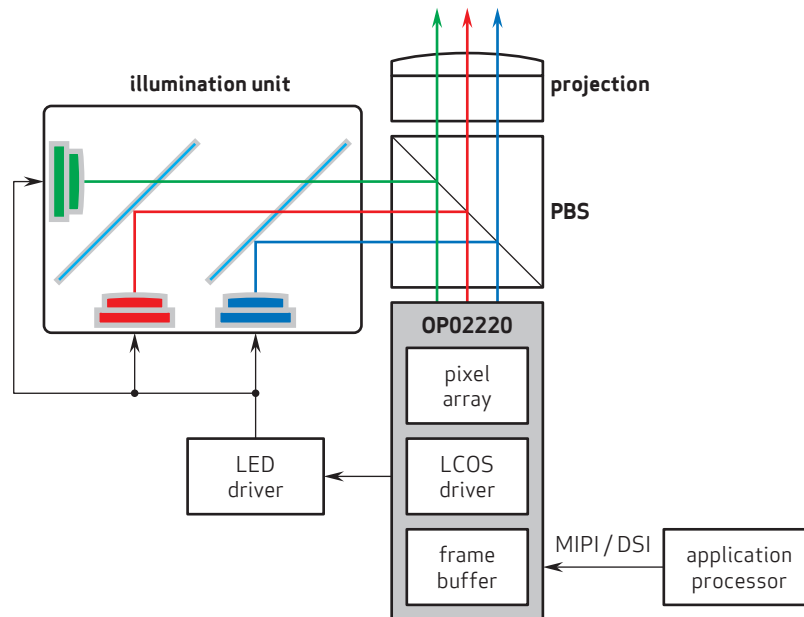 illumination unit
projection
PBS
OP02220
pixel
array
LED
driver
LCOS
driver
frame
buffer
MIPI / DSI
application
processor